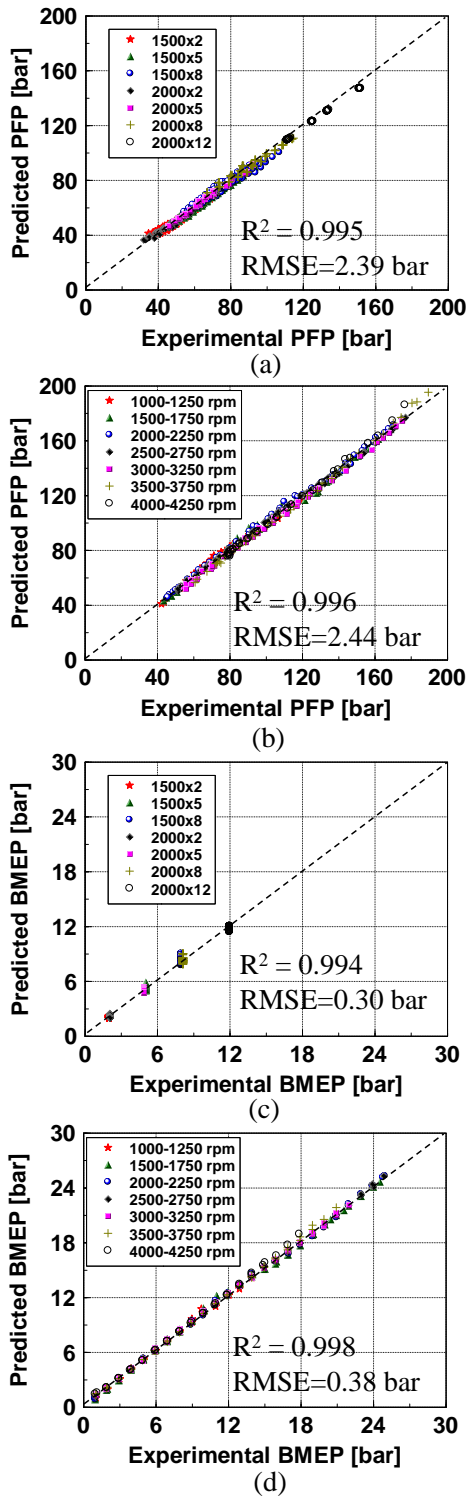 200
160
120
80
40
0
Predicted PFP [bar]
1500x2
1500x5
1500x8
2000x2
2000x5
2000x8
2000x12
R² = 0.995
RMSE=2.39 bar
0 40 80 120 160 200
Experimental PFP [bar]
(a)
200
160
120
80
40
0
Predicted PFP [bar]
1000-1250 rpm
1500-1750 rpm
2000-2250 rpm
2500-2750 rpm
3000-3250 rpm
3500-3750 rpm
4000-4250 rpm
R² = 0.996
RMSE=2.44 bar
0 40 80 120 160 200
Experimental PFP [bar]
(b)
30
24
18
12
6
0
Predicted BMEP [bar]
1500x2
1500x5
1500x8
2000x2
2000x5
2000x8
2000x12
R² = 0.994
RMSE=0.30 bar
0 6 12 18 24 30
Experimental BMEP [bar]
(c)
30
24
18
12
6
0
Predicted BMEP [bar]
1000-1250 rpm
1500-1750 rpm
2000-2250 rpm
2500-2750 rpm
3000-3250 rpm
3500-3750 rpm
4000-4250 rpm
R² = 0.998
RMSE=0.38 bar
0 6 12 18 24 30
Experimental BMEP [bar]
(d)